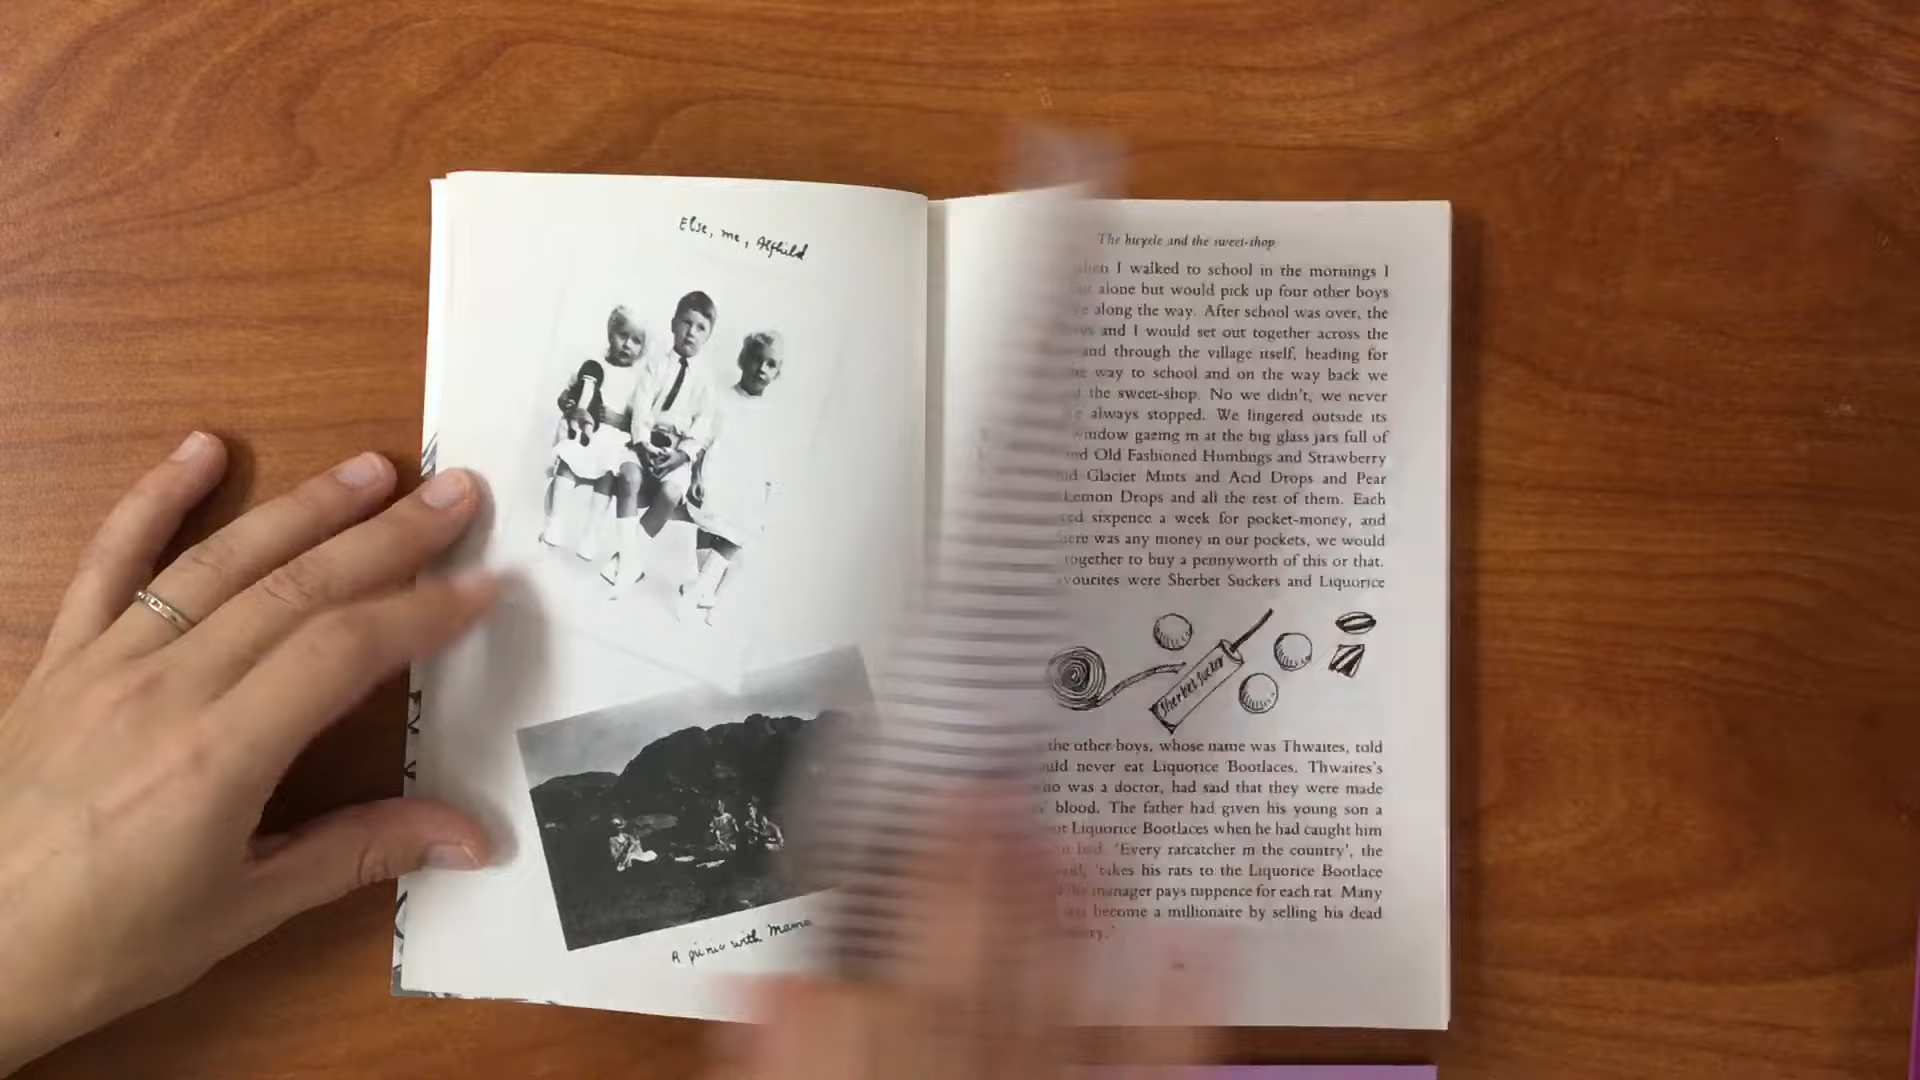 Else, me, Alfhild
A picnic with Mama
The bicycle and the sweet-shop
I walked to school in the mornings I
alone but would pick up four other boys
along the way. After school was over, the
and I would set out together across the
and through the village itself, heading for
way to school and on the way back we
the sweet-shop. No we didn't, we never
always stopped. We lingered outside its
window gazing in at the big glass jars full of
Old Fashioned Humbugs and Strawberry
Glacier Mints and Acid Drops and Pear
Lemon Drops and all the rest of them. Each
sixpence a week for pocket-money, and
there was any money in our pockets, we would
together to buy a pennyworth of this or that.
were Sherbet Suckers and Liquorice
Sherbet Sucker
the other boys, whose name was Thwaites, told
never eat Liquorice Bootlaces. Thwaites's
was a doctor, had said that they were made
blood. The father had given his young son a
Liquorice Bootlaces when he had caught him
'Every ratcatcher in the country', the
'takes his rats to the Liquorice Bootlace
the manager pays tuppence for each rat. Many
become a millionaire by selling his dead